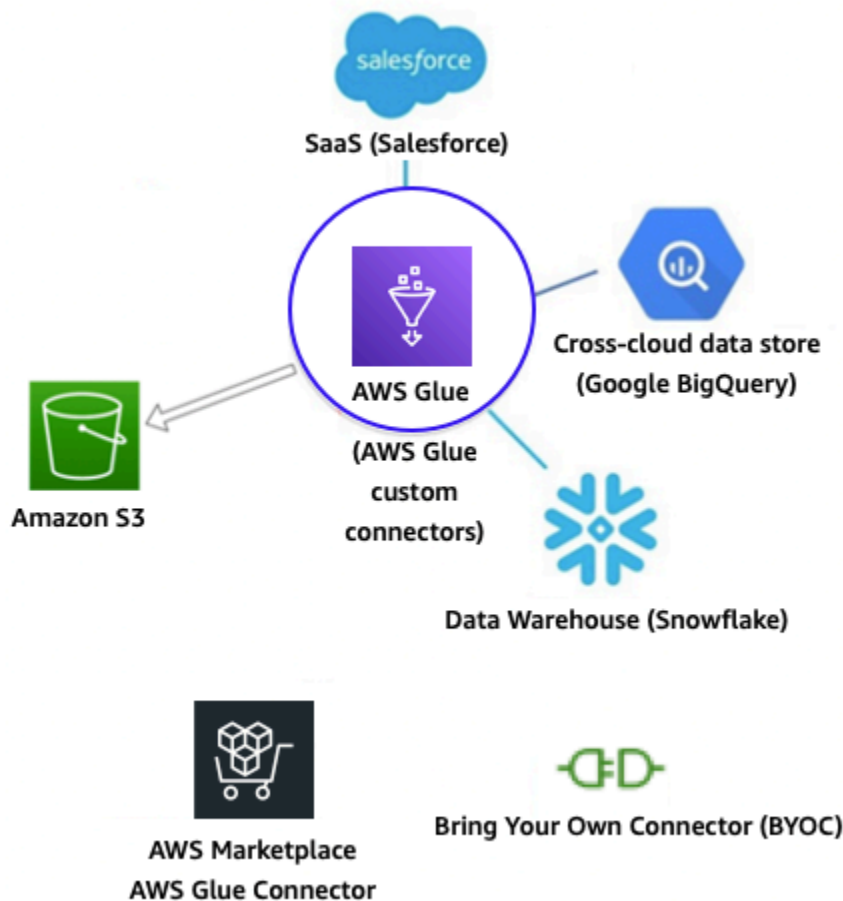 salesforce
SaaS (Salesforce)
Cross-cloud data store
(Google BigQuery)
AWS Glue
(AWS Glue
custom
connectors)
Amazon S3
Data Warehouse (Snowflake)
AWS Marketplace
AWS Glue Connector
Bring Your Own Connector (BYOC)